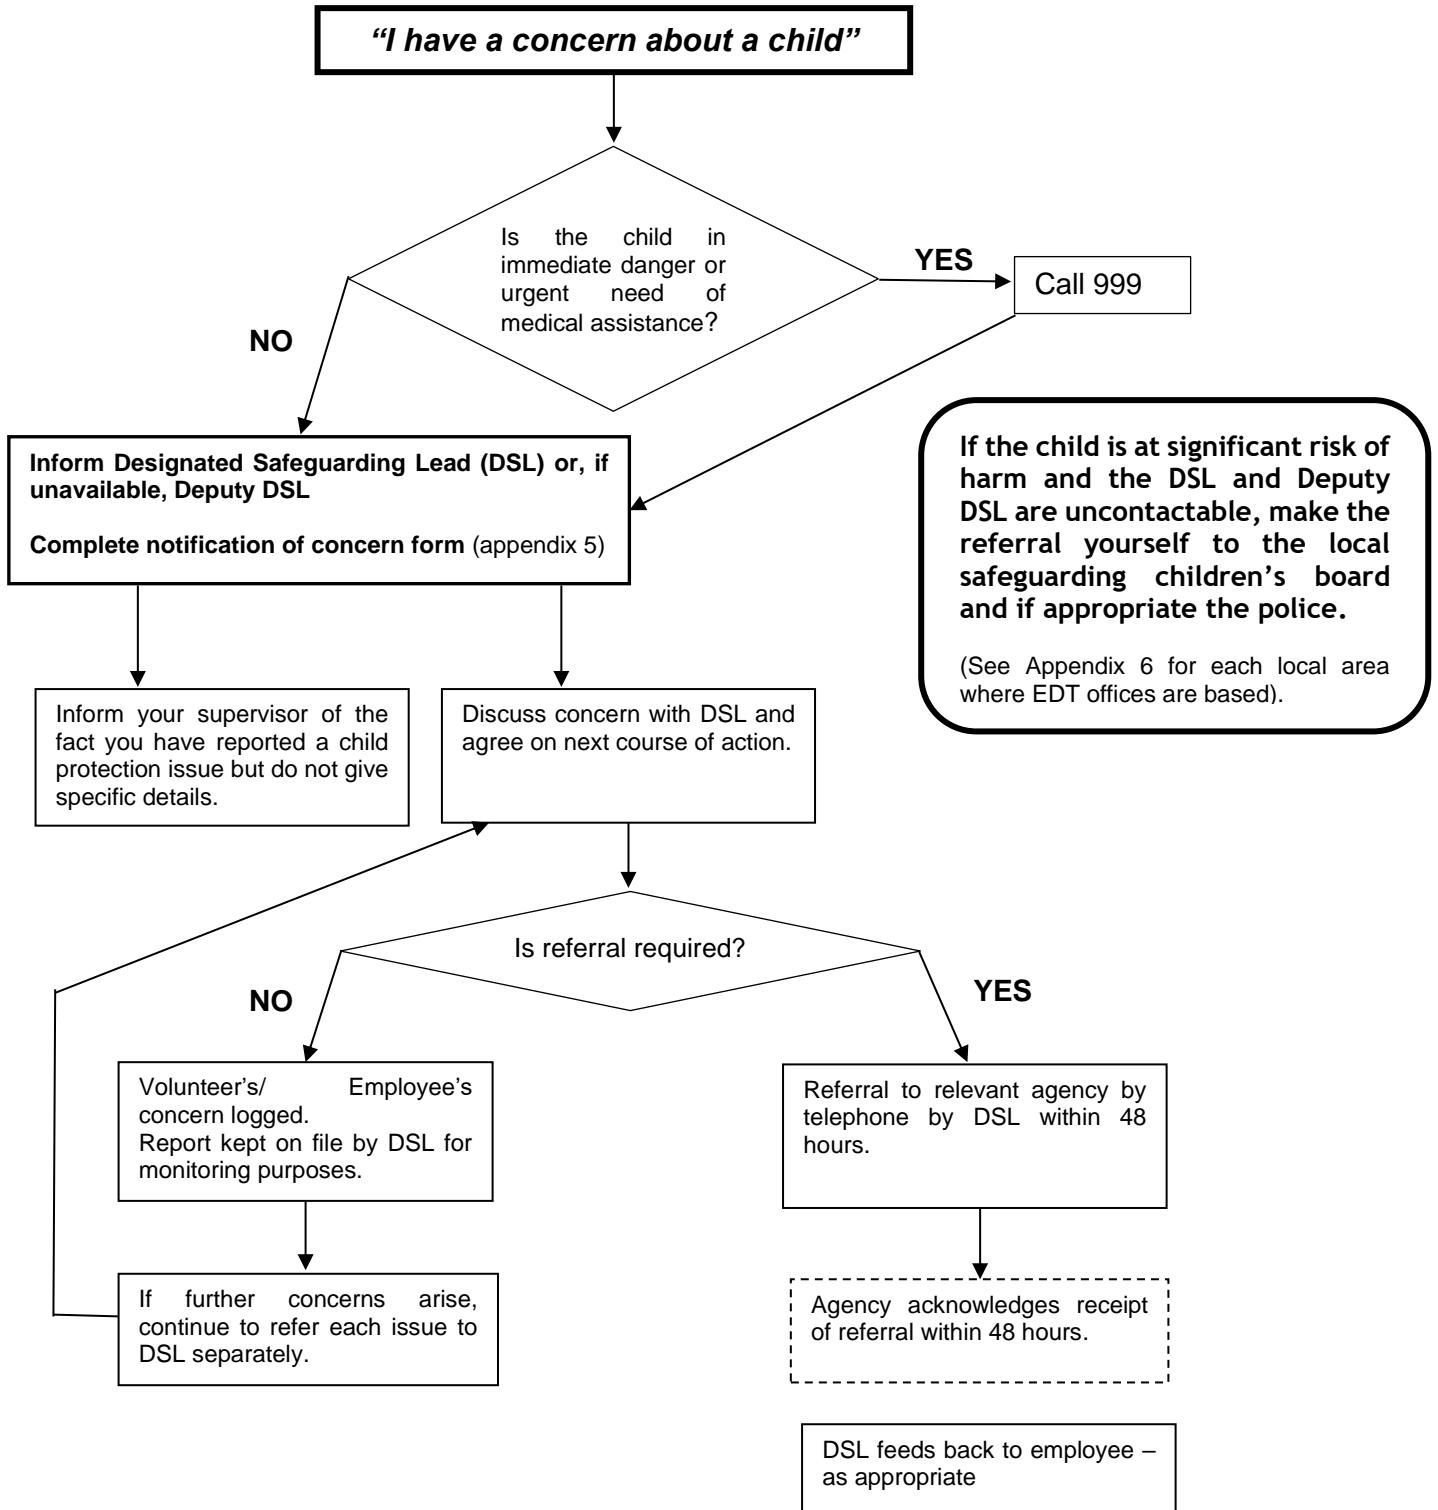 “I have a concern about a child”
Is the child in
immediate danger or
urgent need of
medical assistance?
YES
Call 999
NO
Inform Designated Safeguarding Lead (DSL) or, if
unavailable, Deputy DSL
Complete notification of concern form (appendix 5)
If the child is at significant risk of
harm and the DSL and Deputy
DSL are uncontactable, make the
referral yourself to the local
safeguarding children’s board
and if appropriate the police.
(See Appendix 6 for each local area
where EDT offices are based).
Inform your supervisor of the
fact you have reported a child
protection issue but do not give
specific details.
Discuss concern with DSL and
agree on next course of action.
Is referral required?
NO
YES
Volunteer’s/ Employee’s
concern logged.
Report kept on file by DSL for
monitoring purposes.
Referral to relevant agency by
telephone by DSL within 48
hours.
If further concerns arise,
continue to refer each issue to
DSL separately.
Agency acknowledges receipt
of referral within 48 hours.
DSL feeds back to employee –
as appropriate